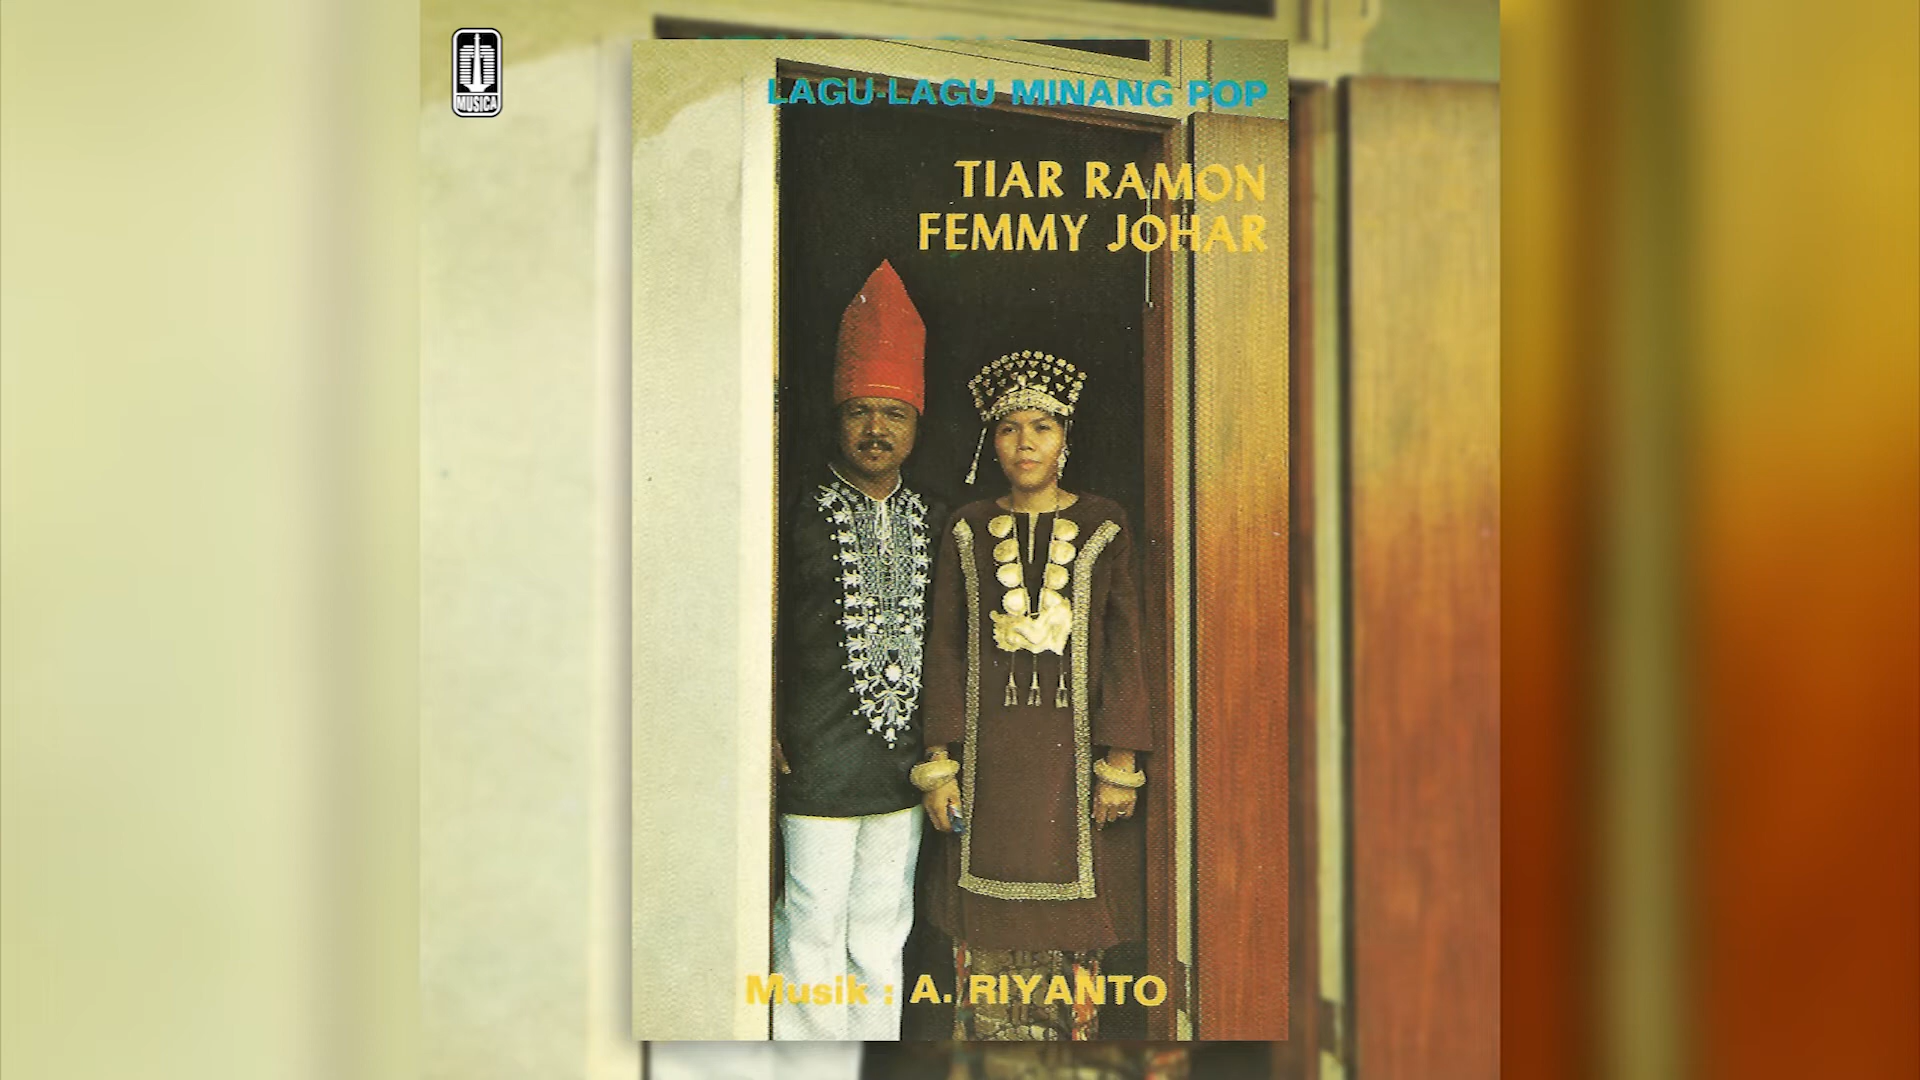 MUSICA
LAGU-LAGU MINANG POP
TIAR RAMON
FEMMY JOHAR
Musik : A. RIYANTO